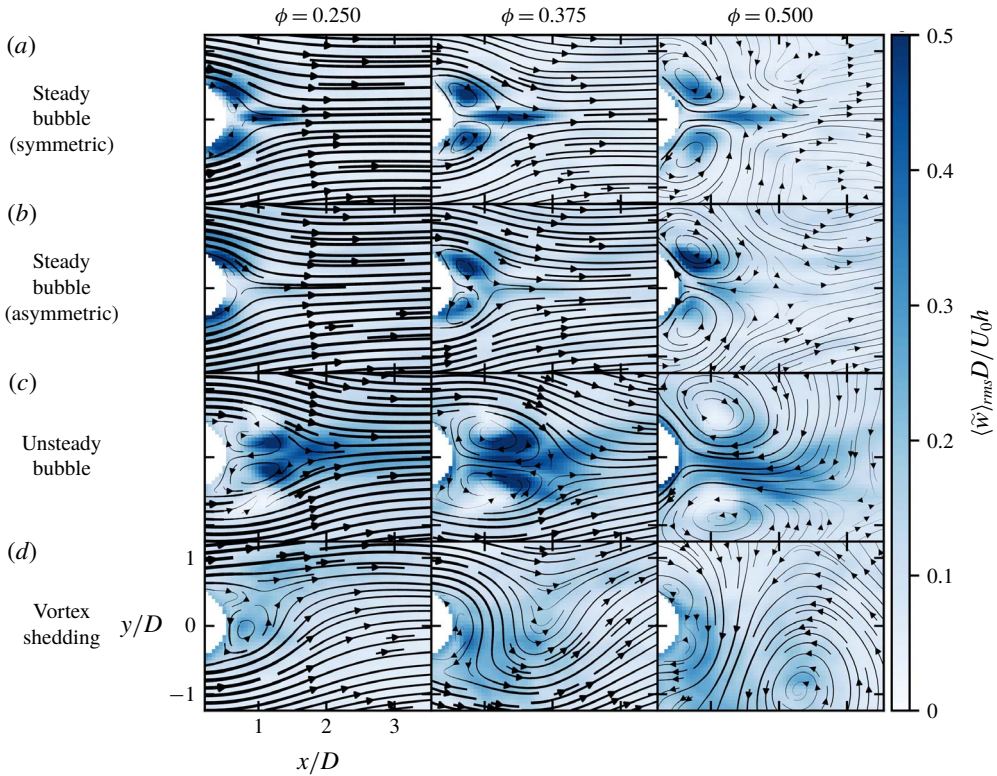 ϕ = 0.250
ϕ = 0.375
ϕ = 0.500
(a)
Steady
bubble
(symmetric)
(b)
Steady
bubble
(asymmetric)
(c)
Unsteady
bubble
(d)
Vortex
shedding
y/D
1
0
−1
1
2
3
x/D
0.5
0.4
0.3
0.2
0.1
0
⟨w̃⟩rms D/U0h